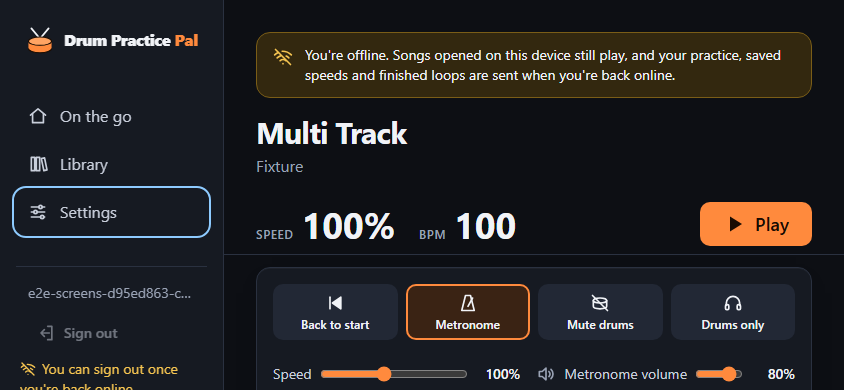 Drum Practice Pal
On the go
Library
Settings
e2e-screens-d95ed863-c...
Sign out
You can sign out once
you're back online
You're offline. Songs opened on this device still play, and your practice, saved
speeds and finished loops are sent when you're back online.
Multi Track
Fixture
SPEED 100% BPM 100
Play
Back to start
Metronome
Mute drums
Drums only
Speed 100% Metronome volume 80%